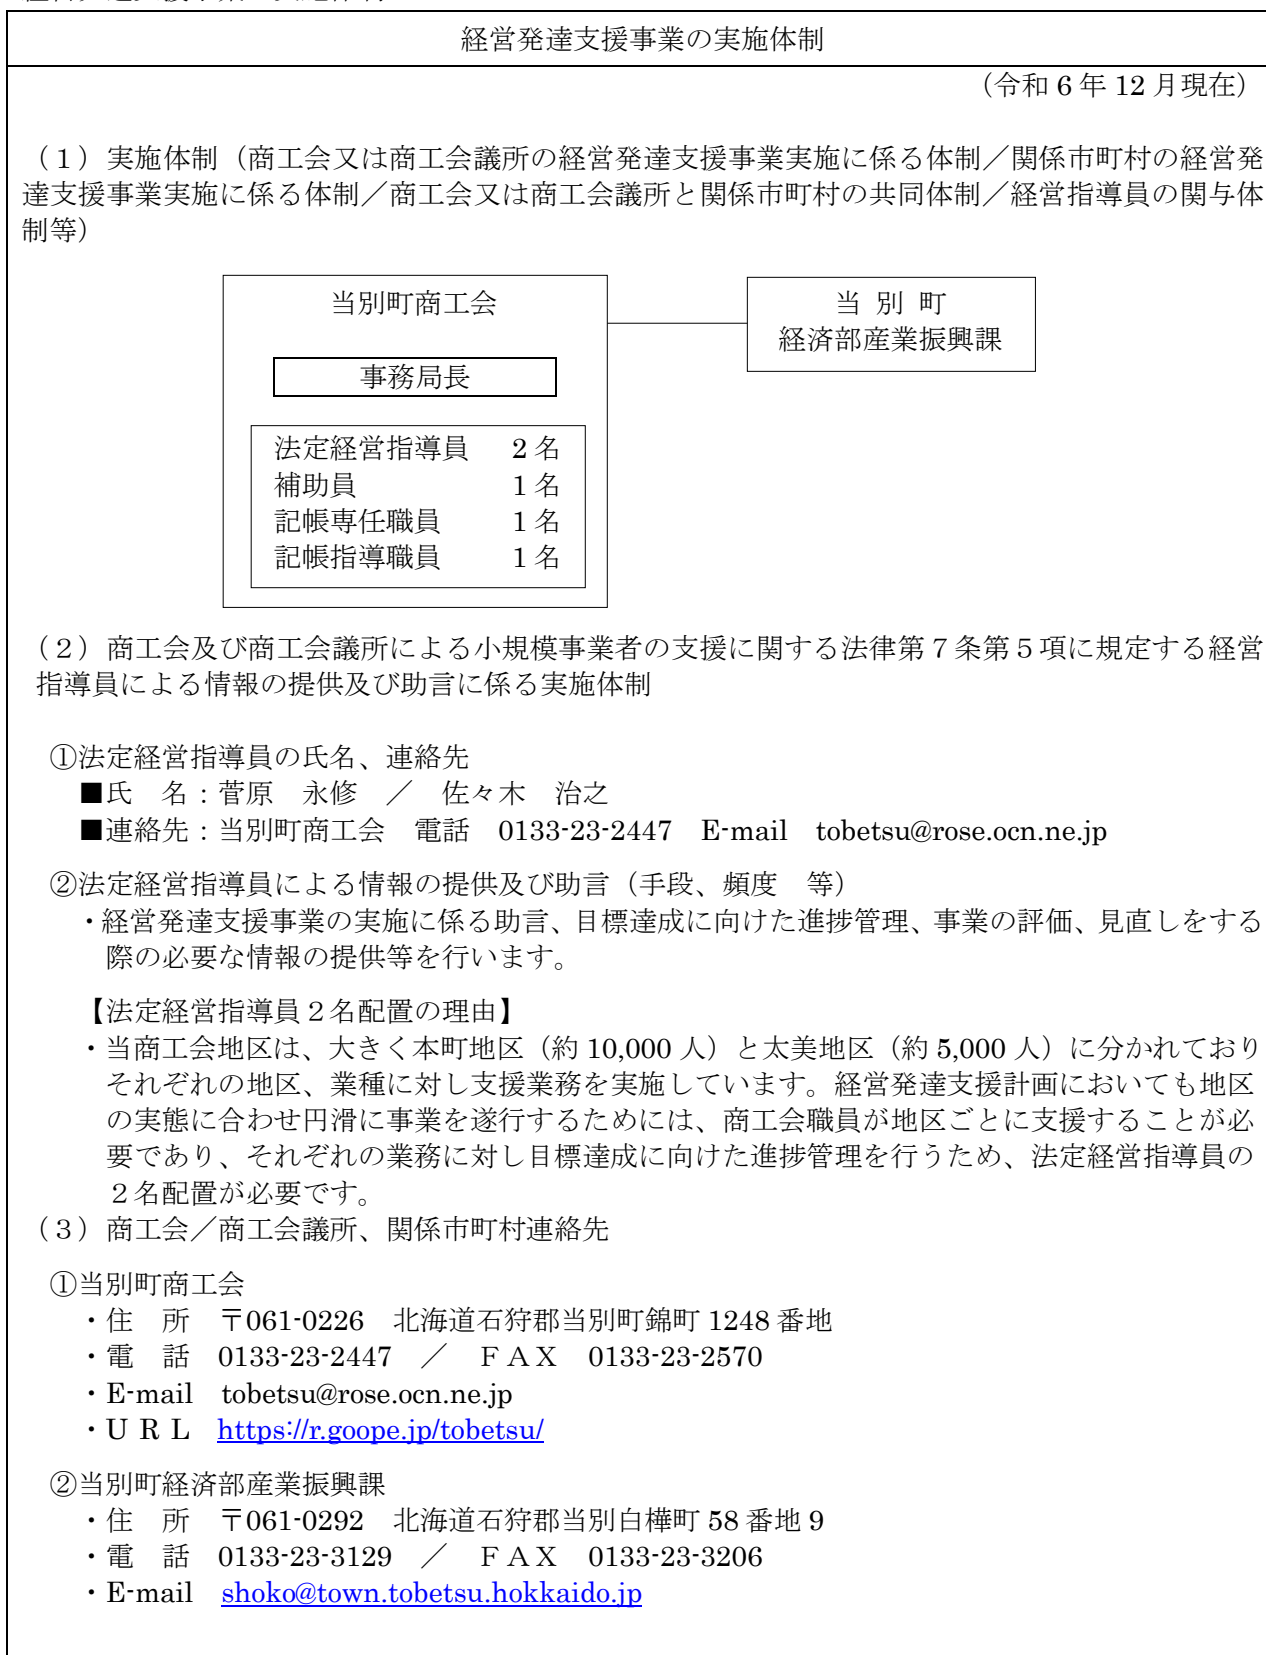 経営発達支援事業の実施体制
（令和 6 年 12 月現在）
（１）実施体制（商工会又は商工会議所の経営発達支援事業実施に係る体制／関係市町村の経営発
達支援事業実施に係る体制／商工会又は商工会議所と関係市町村の共同体制／経営指導員の関与体
制等）
当別町商工会
事務局長
法定経営指導員　2 名
補助員　1 名
記帳専任職員　1 名
記帳指導職員　1 名
当 別 町
経済部産業振興課
（２）商工会及び商工会議所による小規模事業者の支援に関する法律第７条第５項に規定する経営
指導員による情報の提供及び助言に係る実施体制
①法定経営指導員の氏名、連絡先
■氏　名：菅原　永修　／　佐々木　治之
■連絡先：当別町商工会　電話　0133-23-2447　E-mail　tobetsu@rose.ocn.ne.jp
②法定経営指導員による情報の提供及び助言（手段、頻度　等）
・経営発達支援事業の実施に係る助言、目標達成に向けた進捗管理、事業の評価、見直しをする
際の必要な情報の提供等を行います。
【法定経営指導員２名配置の理由】
・当商工会地区は、大きく本町地区（約 10,000 人）と太美地区（約 5,000 人）に分かれており
それぞれの地区、業種に対し支援業務を実施しています。経営発達支援計画においても地区
の実態に合わせ円滑に事業を遂行するためには、商工会職員が地区ごとに支援することが必
要であり、それぞれの業務に対し目標達成に向けた進捗管理を行うため、法定経営指導員の
２名配置が必要です。
（３）商工会／商工会議所、関係市町村連絡先
①当別町商工会
・住　所　〒061-0226　北海道石狩郡当別町錦町 1248 番地
・電　話　0133-23-2447　／　ＦＡＸ　0133-23-2570
・E-mail　tobetsu@rose.ocn.ne.jp
・ＵＲＬ　https://r.goope.jp/tobetsu/
②当別町経済部産業振興課
・住　所　〒061-0292　北海道石狩郡当別白樺町 58 番地 9
・電　話　0133-23-3129　／　ＦＡＸ　0133-23-3206
・E-mail　shoko@town.tobetsu.hokkaido.jp